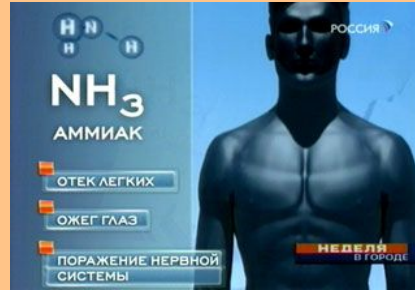 H N
H H
РОССИЯ
NH3
АММИАК
ОТЕК ЛЕГКИХ
ОЖЕГ ГЛАЗ
ПОРАЖЕНИЕ НЕРВНОЙ
СИСТЕМЫ
НЕДЕЛЯ
В ГОРОДЕ